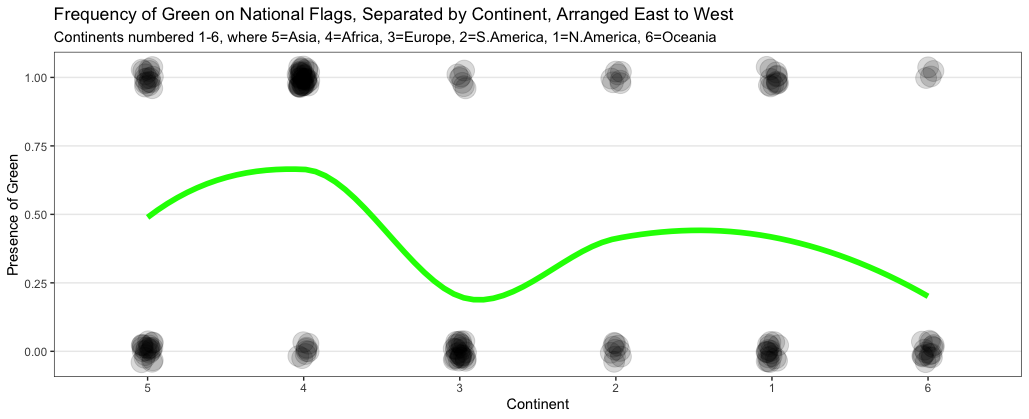 Frequency of Green on National Flags, Separated by Continent, Arranged East to West
Continents numbered 1-6, where 5=Asia, 4=Africa, 3=Europe, 2=S.America, 1=N.America, 6=Oceania
Presence of Green
1.00
0.75
0.50
0.25
0.00
5 4 3 2 1 6
Continent